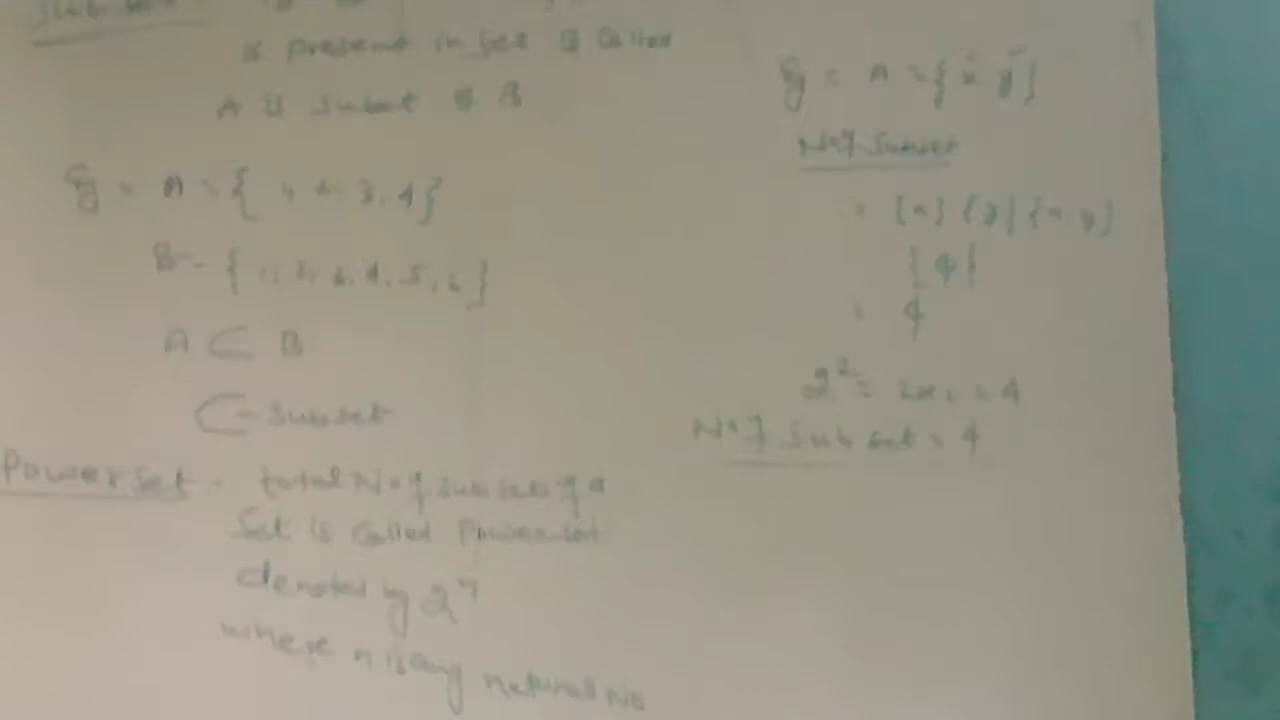 is present in set B called
A is subset of B
Eg = A = { 1, 2, 3, 4}
B - { 1, 2, 3, 4, 5, 6 }
A ⊂ B
⊂ - subset
Powerset - total No of subsets of a
Set is called Powerset
denoted by 2^n
where n is any natural No
Eg = A = { x y }
No of subset
= {x} {y} {x y}
{ ϕ }
= 4
2^2 = 2x2 = 4
No of subset = 4